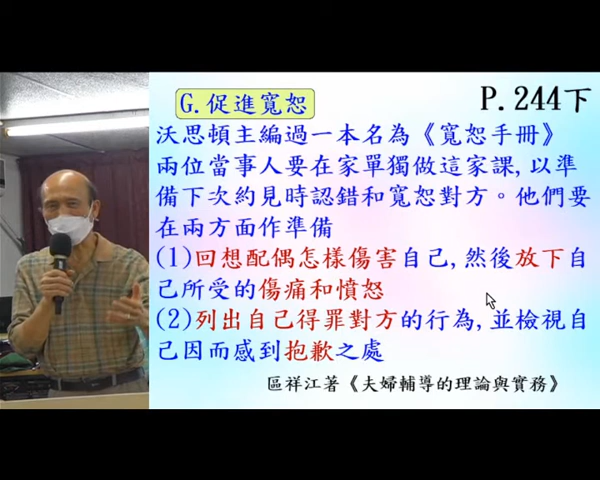 G.促進寬恕
P.244下
沃思頓主編過一本名為《寬恕手冊》
兩位當事人要在家單獨做這家課,以準
備下次約見時認錯和寬恕對方。他們要
在兩方面作準備
(1)回想配偶怎樣傷害自己,然後放下自
己所受的傷痛和憤怒
(2)列出自己得罪對方的行為,並檢視自
己因而感到抱歉之處
區祥江著《夫婦輔導的理論與實務》